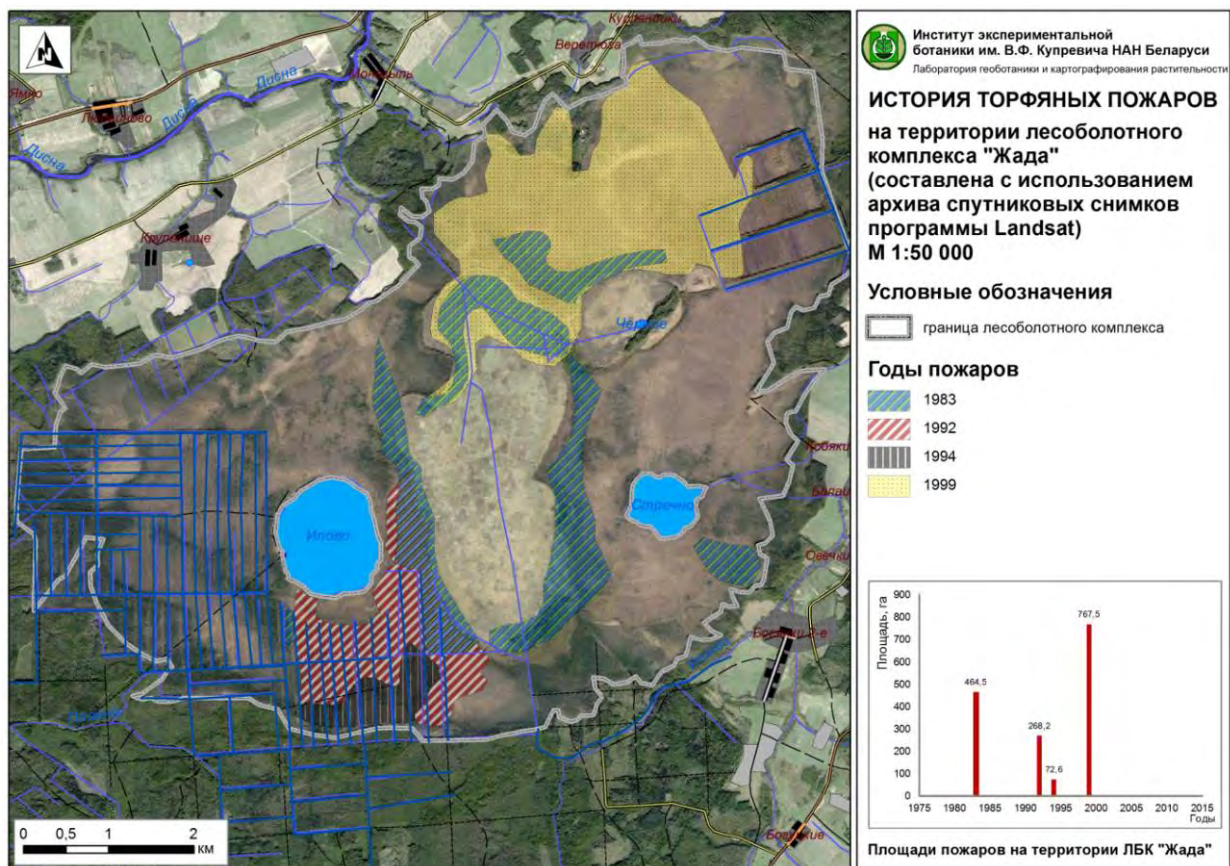 Институт экспериментальной
ботаники им. В.Ф. Купревича НАН Беларуси
Лаборатория геоботаники и картографирования растительности
ИСТОРИЯ ТОРФЯНЫХ ПОЖАРОВ
на территории лесоболотного
комплекса "Жада"
(составлена с использованием
архива спутниковых снимков
программы Landsat)
М 1:50 000
Условные обозначения
граница лесоболотного комплекса
Годы пожаров
1983
1992
1994
1999
Площадь, га
900
800
700
600
500
400
300
200
100
0
464,5
268,2
72,6
767,5
1975 1980 1985 1990 1995 2000 2005 2010 2015
Годы
Площади пожаров на территории ЛБК "Жада"
Веретюга
Ямно
Дисна
Дисна
Дисна
Крупенище
Илово
Стречно
Овечки
0 0,5 1 2
км